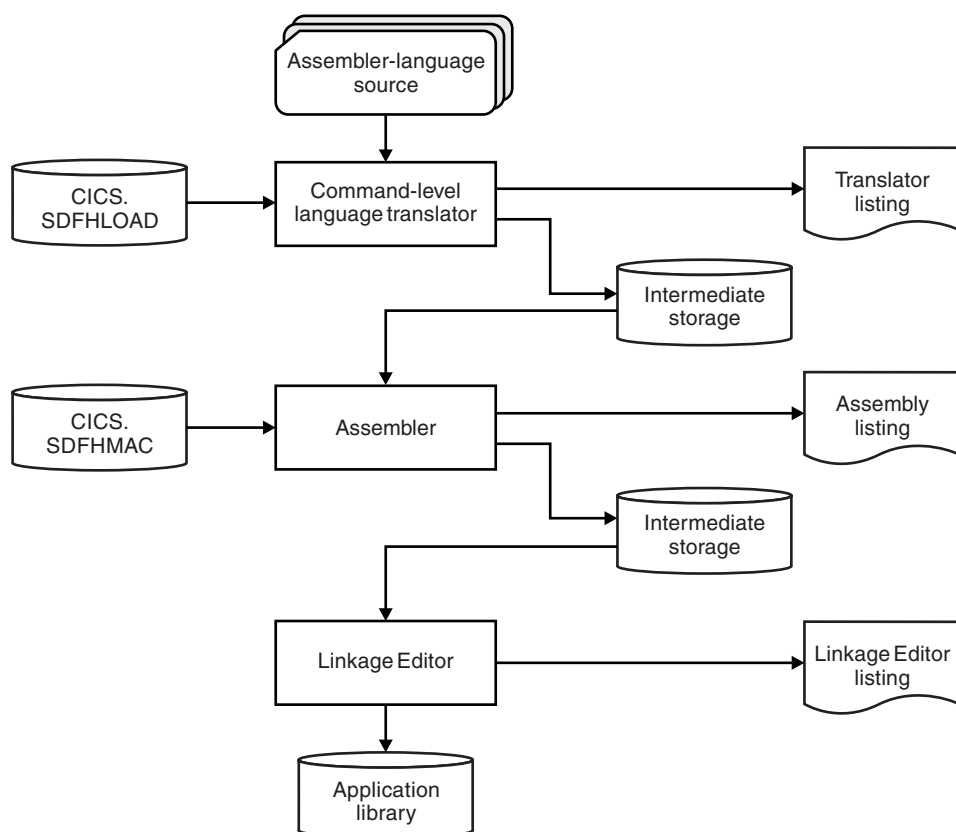 Assembler-language
source
CICS.
SDFHLOAD
Command-level
language translator
Translator
listing
Intermediate
storage
CICS.
SDFHMAC
Assembler
Assembly
listing
Intermediate
storage
Linkage Editor
Linkage Editor
listing
Application
library